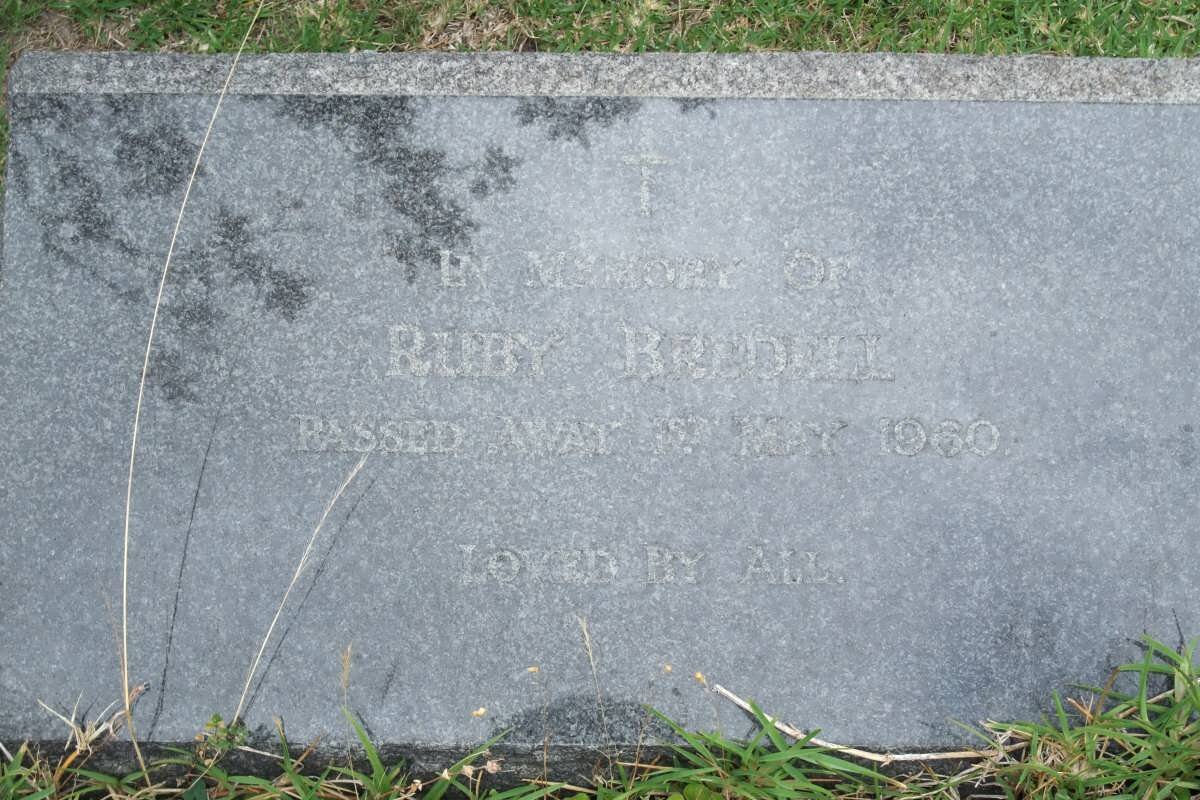 IN MEMORY OF
RUBY BREDELL
PASSED AWAY 1ST MAY 1960.
LOVED BY ALL.